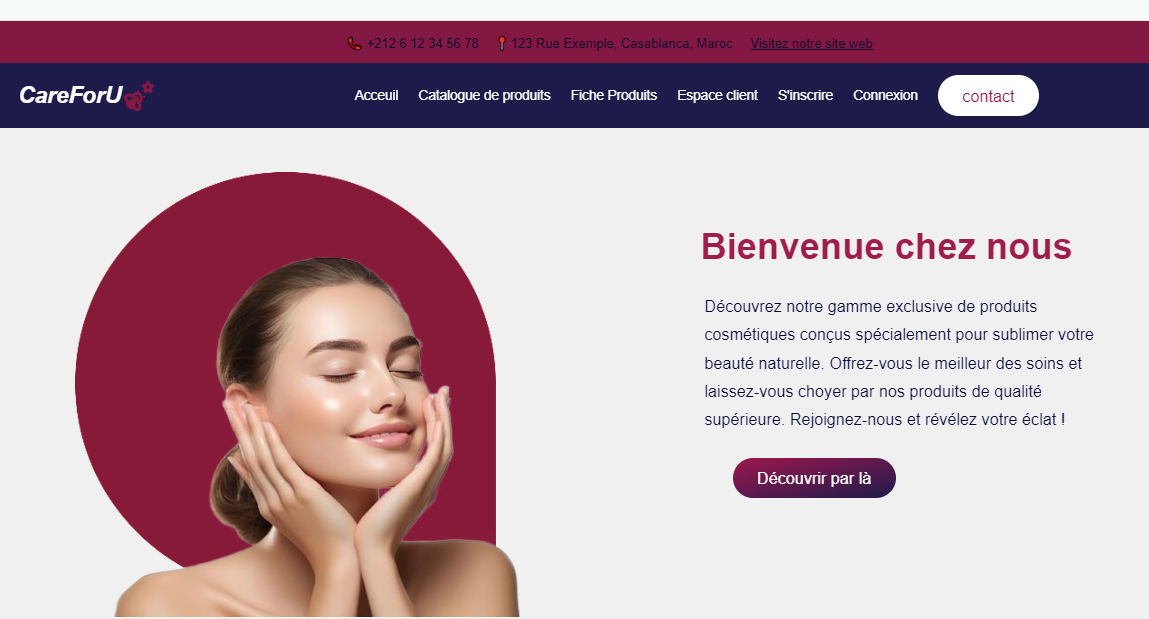 +212 6 12 34 56 78 123 Rue Exemple, Casablanca, Maroc Visitez notre site web
CareForU
Acceuil Catalogue de produits Fiche Produits Espace client S'inscrire Connexion contact
Bienvenue chez nous
Découvrez notre gamme exclusive de produits
cosmétiques conçus spécialement pour sublimer votre
beauté naturelle. Offrez-vous le meilleur des soins et
laissez-vous choyer par nos produits de qualité
supérieure. Rejoignez-nous et révélez votre éclat !
Découvrir par là